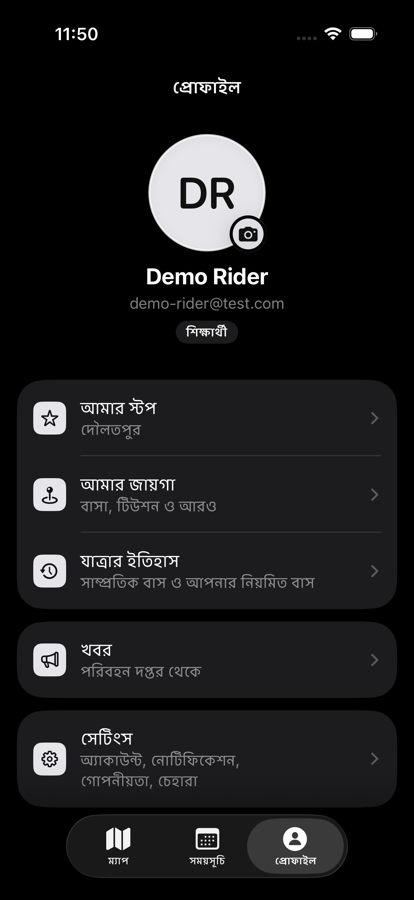 11:50
প্রোফাইল
DR
Demo Rider
demo-rider@test.com
শিক্ষার্থী
আমার স্টপ
দৌলতপুর
আমার জায়গা
বাসা, টিউশন ও আরও
যাত্রার ইতিহাস
সাম্প্রতিক বাস ও আপনার নিয়মিত বাস
খবর
পরিবহন দপ্তর থেকে
সেটিংস
অ্যাকাউন্ট, নোটিফিকেশন,
গোপনীয়তা, চেহারা
ম্যাপ
সময়সূচি
প্রোফাইল